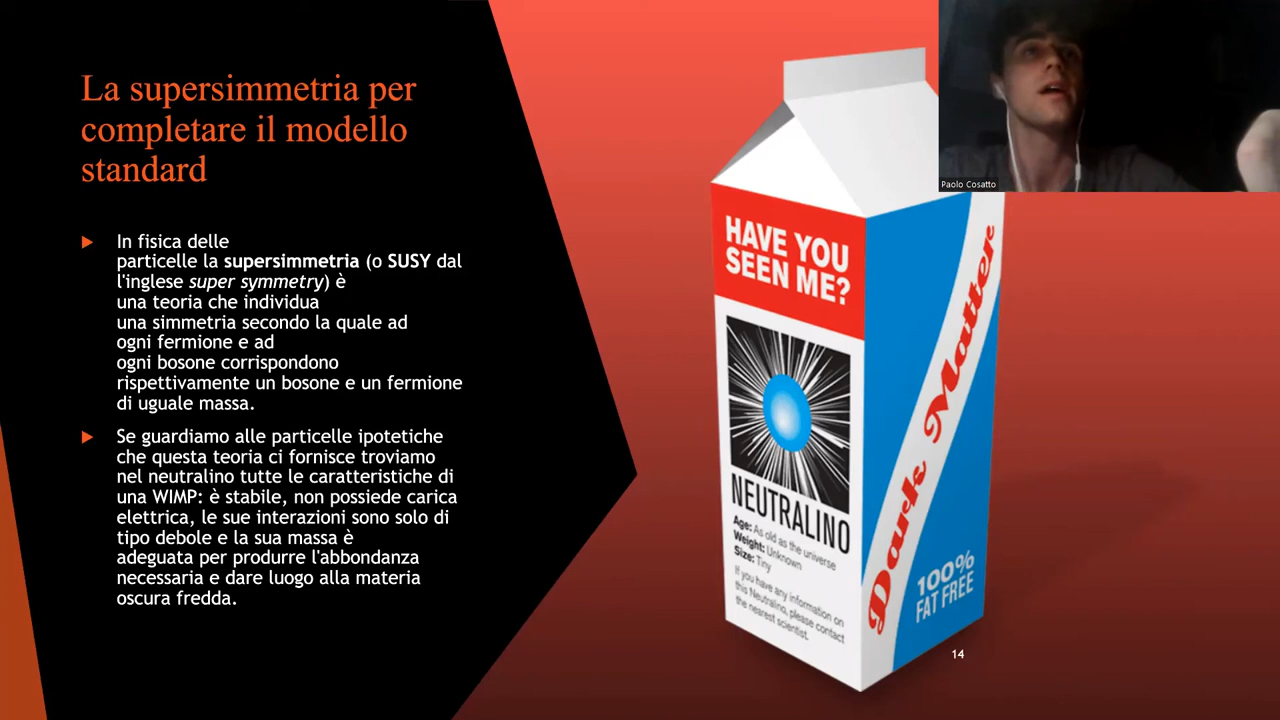 La supersimmetria per
completare il modello
standard
In fisica delle
particelle la supersimmetria (o SUSY dal
l'inglese super symmetry) è
una teoria che individua
una simmetria secondo la quale ad
ogni fermione e ad
ogni bosone corrispondono
rispettivamente un bosone e un fermione
di uguale massa.
Se guardiamo alle particelle ipotetiche
che questa teoria ci fornisce troviamo
nel neutralino tutte le caratteristiche di
una WIMP: è stabile, non possiede carica
elettrica, le sue interazioni sono solo di
tipo debole e la sua massa è
adeguata per produrre l'abbondanza
necessaria e dare luogo alla materia
oscura fredda.
HAVE YOU
SEEN ME?
NEUTRALINO
Age: As old as the universe
Weight: Unknown
Size: Tiny
If you have any information on
this Neutralino, please contact
the nearest scientist.
Dark Matter
100%
FAT FREE
14
Paolo Cosatto